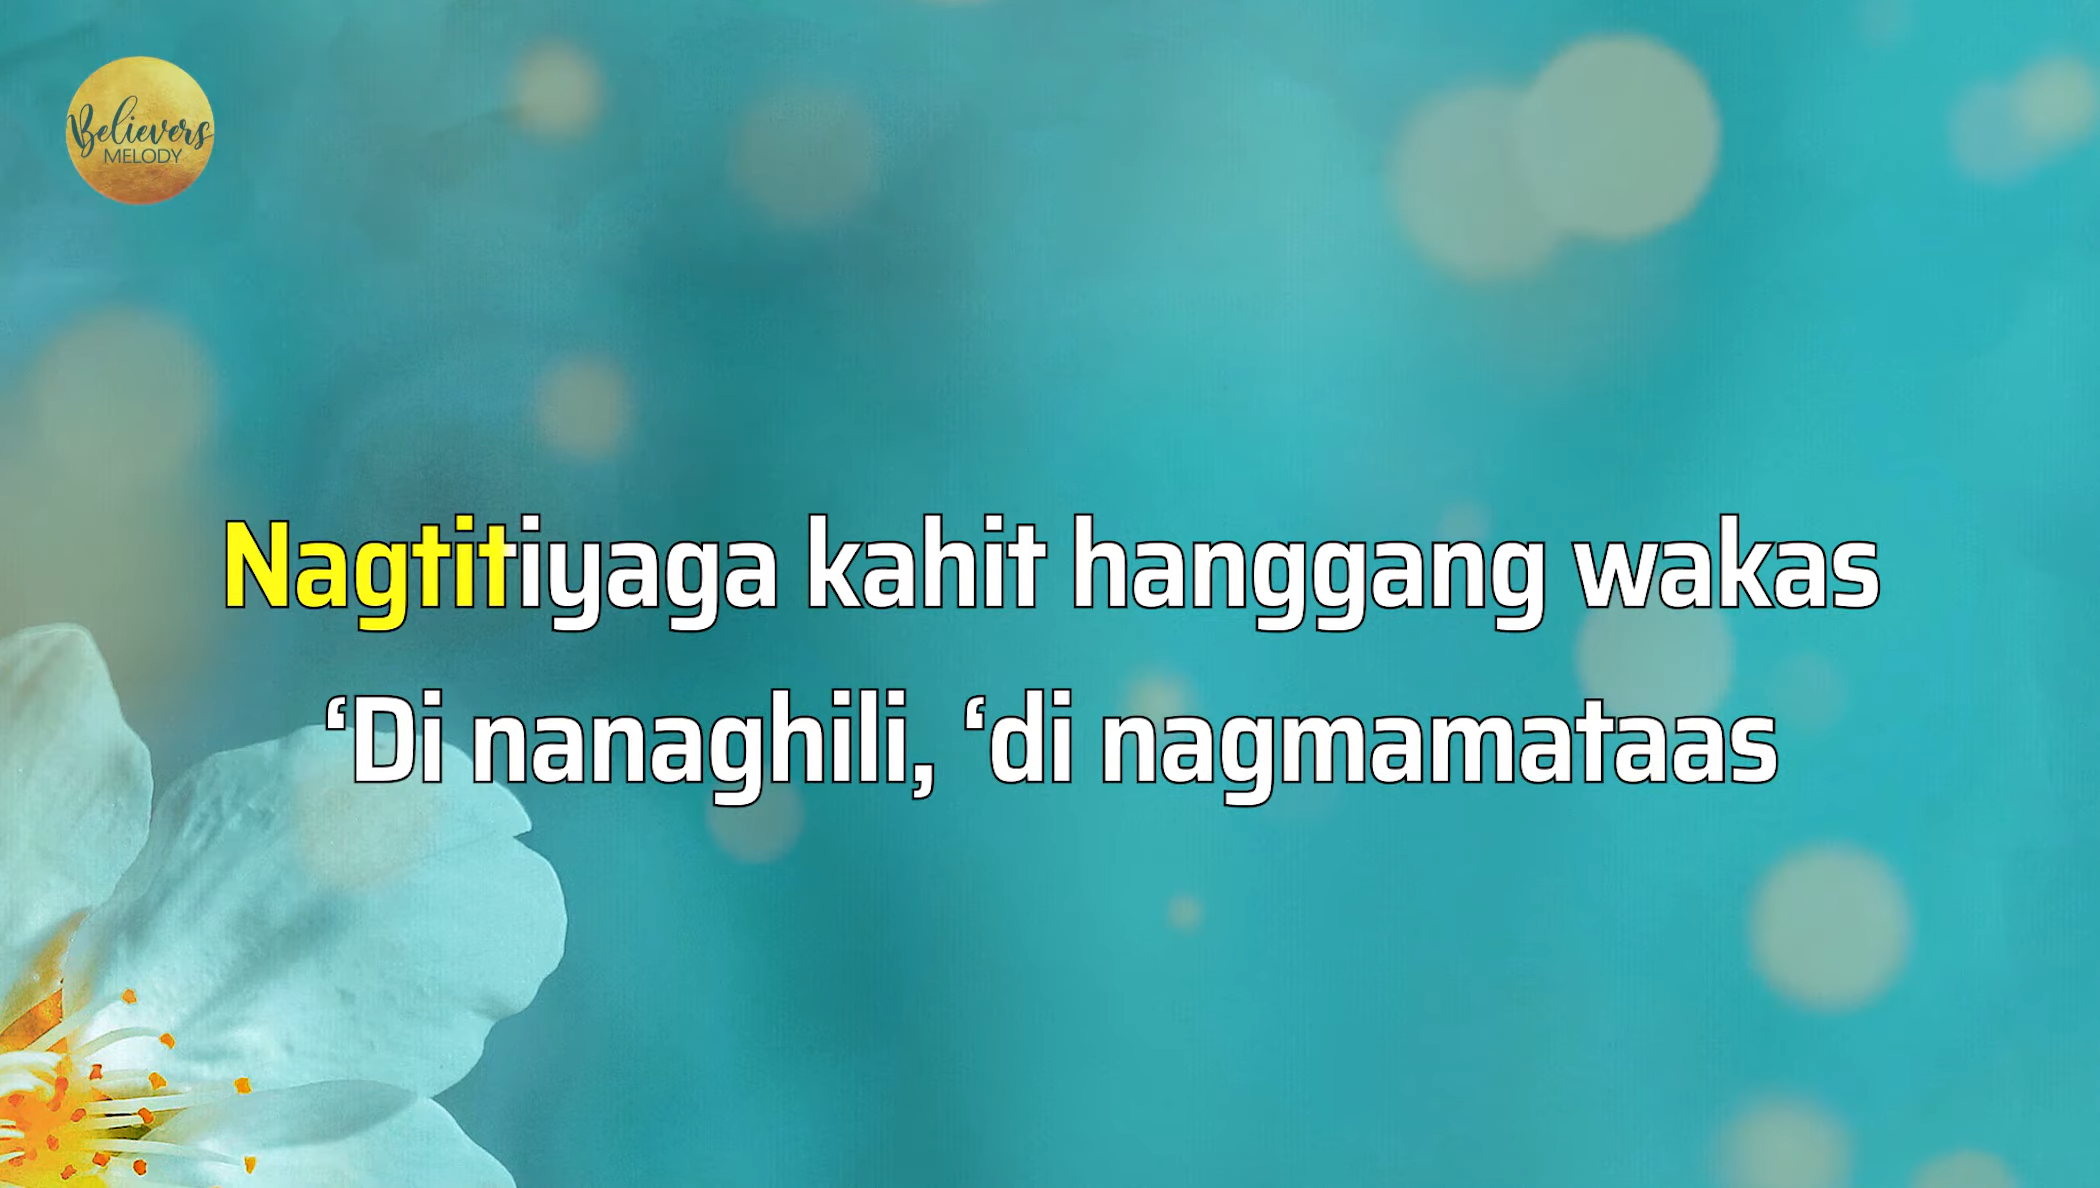 Believers
MELODY
Nagtitiyaga kahit hanggang wakas
‘Di nanaghili, ‘di nagmamataas